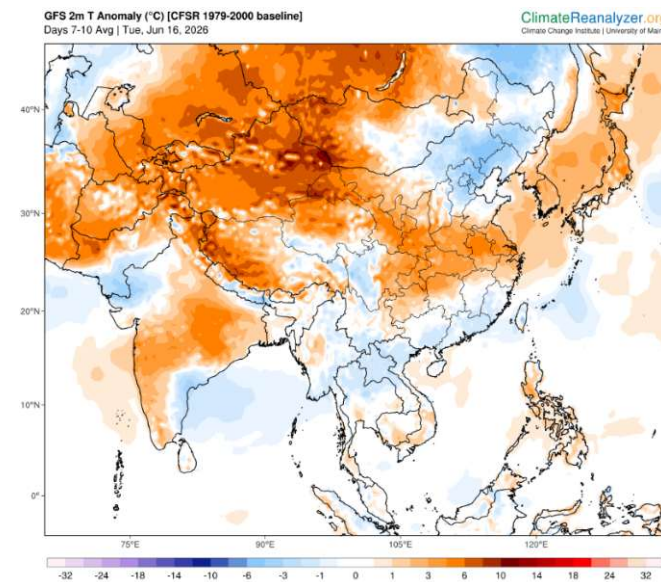 GFS 2m T Anomaly (°C) [CFSR 1979-2000 baseline]
ClimateReanalyzer.org
Days 7-10 Avg | Tue, Jun 16, 2026
Climate Change Institute | University of
40°N
30°N
20°N
10°N
0°
75°E 90°E 105°E 120°E
-32 -24 -18 -14 -10 -6 -3 -1 0 1 3 6 10 14 18 24 32